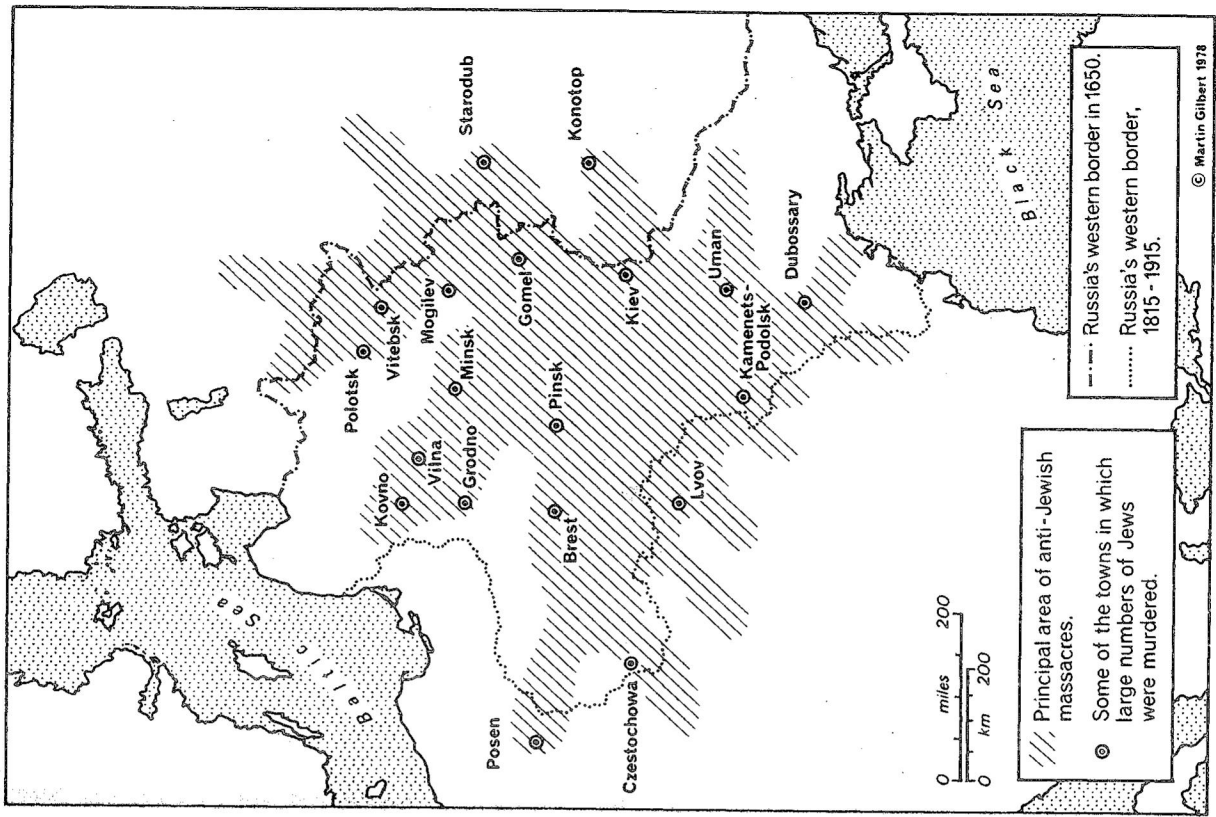 Baltic Sea
Polotsk
Vitebsk
Mogilev
Starodub
Kovno
Vilna
Minsk
Grodno
Gomel
Konotop
Posen
Brest
Pinsk
Kiev
Czestochowa
Lvov
Uman
Kamenets-
Podolsk
Dubossary
Black Sea
0 miles 200
0 km 200
Principal area of anti-Jewish
massacres.
Some of the towns in which
large numbers of Jews
were murdered.
Russia's western border in 1650.
Russia's western border,
1815 - 1915.
© Martin Gilbert 1978